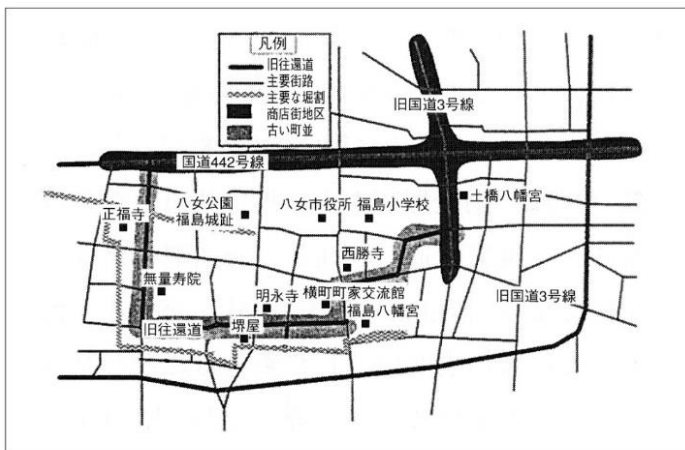 凡例
旧往還道
主要街路
主要な堀割
商店街地区
古い町並
旧国道3号線
国道442号線
正福寺
八女公園
福島城趾
八女市役所
福島小学校
土橋八幡宮
西勝寺
無量寿院
明永寺
横町町家交流館
福島八幡宮
旧国道3号線
旧往還道
堺屋